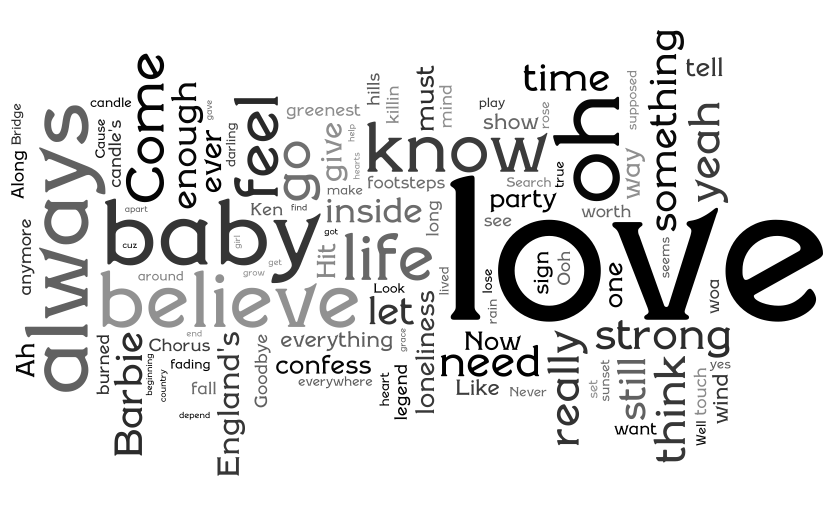 love
always
baby
believe
know
oh
life
Come
feel
go
give
inside
let
enough
ever
candle
Cause
candle's
gave
darling
greenest
hills
killin
must
mind
help
hearts
make
footsteps
play
show
rose
time
supposed
something
tell
yeah
way
true
Search
party
worth
see
Along
Bridge
anymore
apart
cuz
Ken
find
girl
got
long
Hit
get
grow
around
Look
lived
lose
rain
sign
Ooh
one
seems
woa
Ah
burned
Barbie
end
Chorus
beginning
country
fading
fall
depend
England's
Goodbye
everything
confess
everywhere
grace
heart
legend
loneliness
Now
need
Like
Never
really
strong
set
sunset
still
want
think
yes
touch
Well
wind